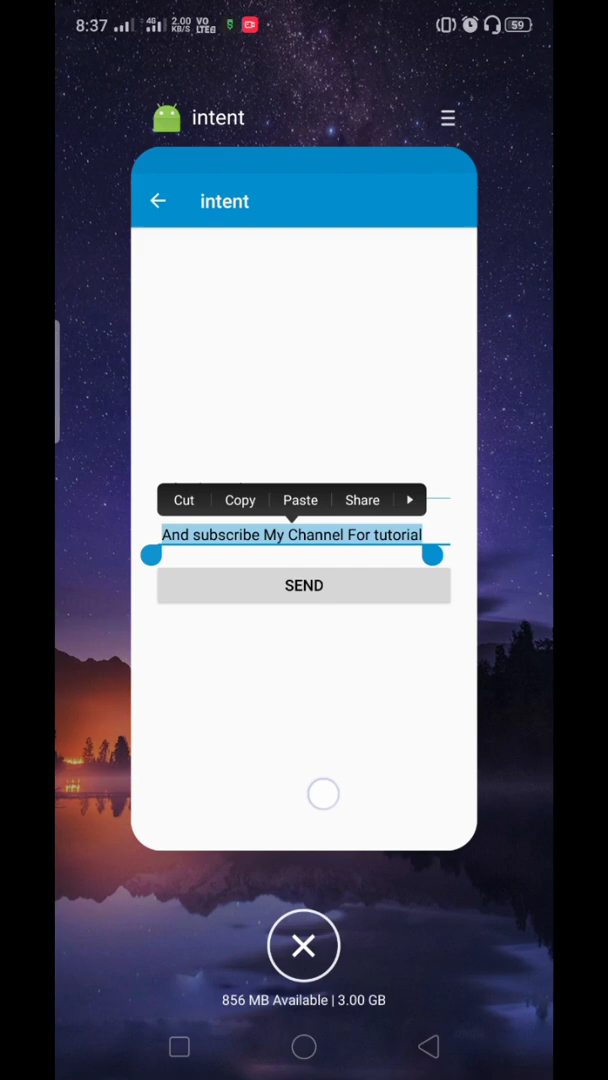 8:37 4G 2.00 KB/S VO LTE 59
intent
intent
Cut Copy Paste Share
And subscribe My Channel For tutorial
SEND
856 MB Available | 3.00 GB